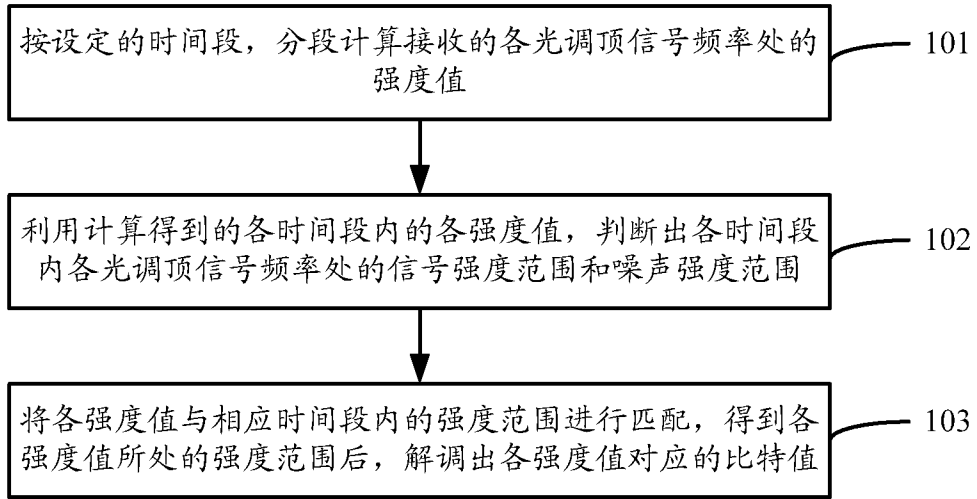 按设定的时间段，分段计算接收的各光调顶信号频率处的
强度值
101
利用计算得到的各时间段内的各强度值，判断出各时间段
内各光调顶信号频率处的信号强度范围和噪声强度范围
102
将各强度值与相应时间段内的强度范围进行匹配，得到各
强度值所处的强度范围后，解调出各强度值对应的比特值
103